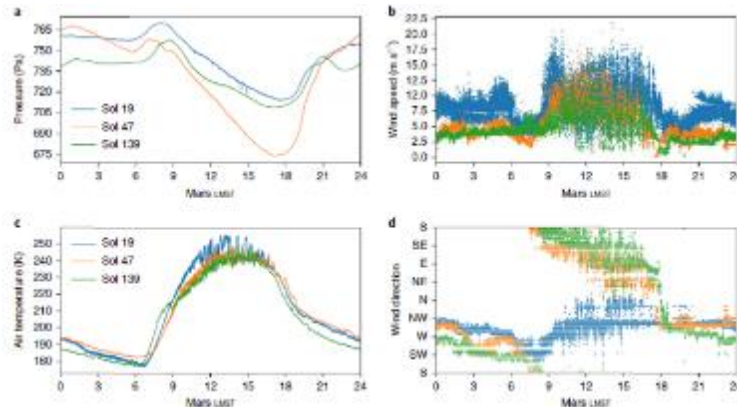 a
Pressure (Pa)
765
750
735
720
705
690
675
Sol 19
Sol 47
Sol 139
0 3 6 9 12 15 18 21 24
Mars LMST
b
Wind speed (m s⁻¹)
22.5
20.0
17.5
15.0
12.5
10.0
7.5
5.0
2.5
0.0
0 3 6 9 12 15 18 21 24
Mars LMST
c
Air temperature (K)
250
240
230
220
210
200
190
180
Sol 19
Sol 47
Sol 139
0 3 6 9 12 15 18 21 24
Mars LMST
d
Wind direction
S
SE
E
NE
N
NW
W
SW
S
0 3 6 9 12 15 18 21 24
Mars LMST